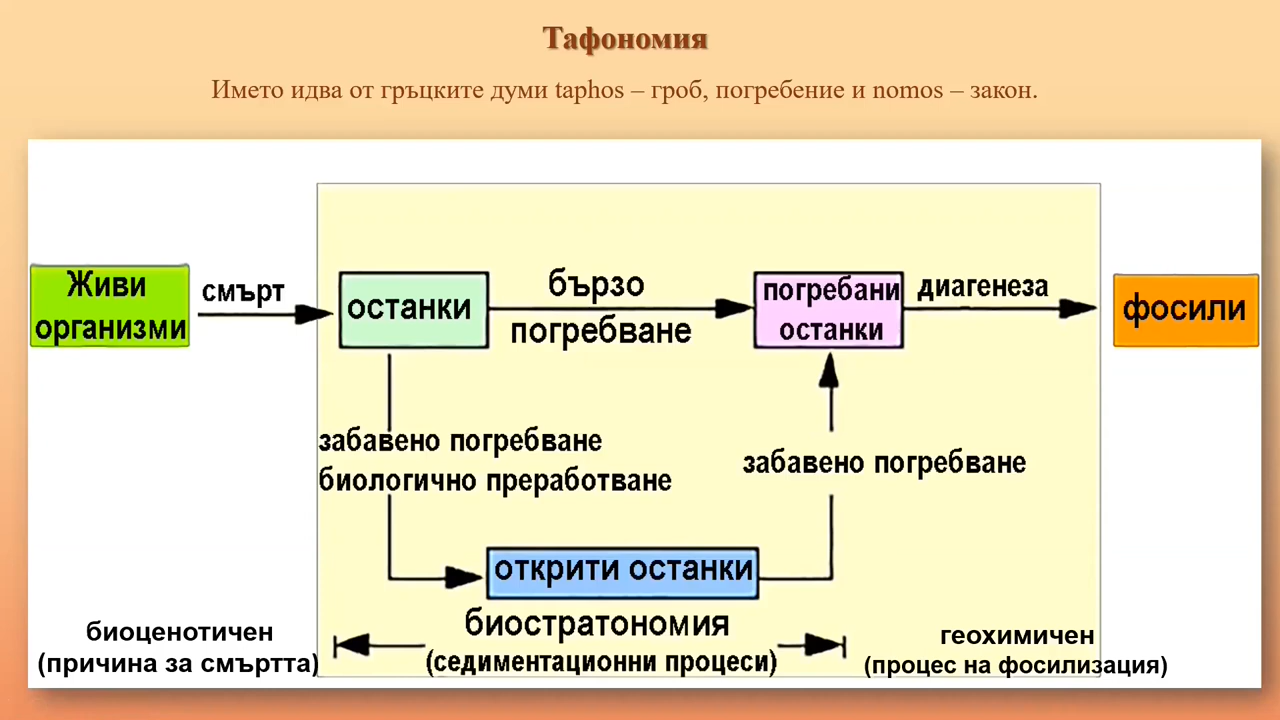 Тафономия
Името идва от гръцките думи taphos – гроб, погребение и nomos – закон.
Живи
организми
смърт
останки
бързо
погребване
погребани
останки
диагенеза
фосили
забавено погребване
биологично преработване
забавено погребване
открити останки
биоценотичен
(причина за смъртта)
биостратономия
(седиментационни процеси)
геохимичен
(процес на фосилизация)